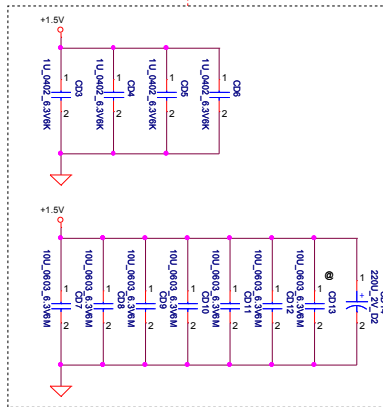 +1.5V
1U_0402_6.3V6K
1
CD3
2
1U_0402_6.3V6K
1
CD4
2
1U_0402_6.3V6K
1
CD5
2
1U_0402_6.3V6K
1
CD6
2
+1.5V
10U_0603_6.3V6M
1
CD7
2
10U_0603_6.3V6M
1
CD8
2
10U_0603_6.3V6M
1
CD9
2
10U_0603_6.3V6M
1
CD10
2
10U_0603_6.3V6M
1
CD11
2
10U_0603_6.3V6M
1
CD12
2
10U_0603_6.3V6M
@
1
CD13
2
1
+
2
220U_2V_D2
CD14